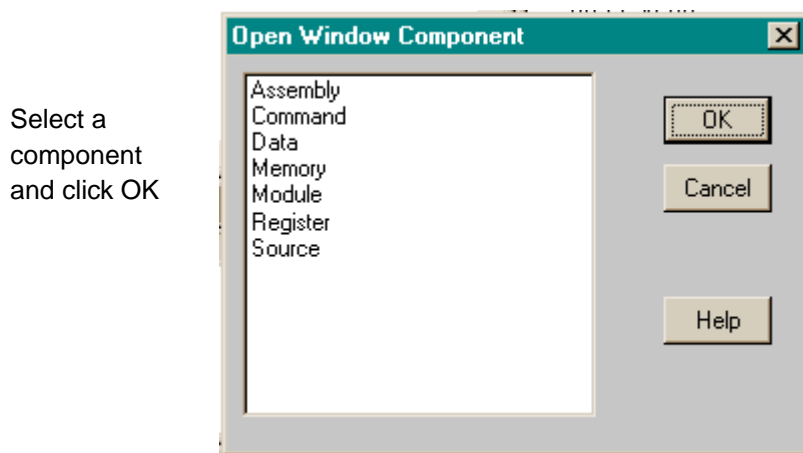 Open Window Component
Select a
component
and click OK
Assembly
Command
Data
Memory
Module
Register
Source
OK
Cancel
Help